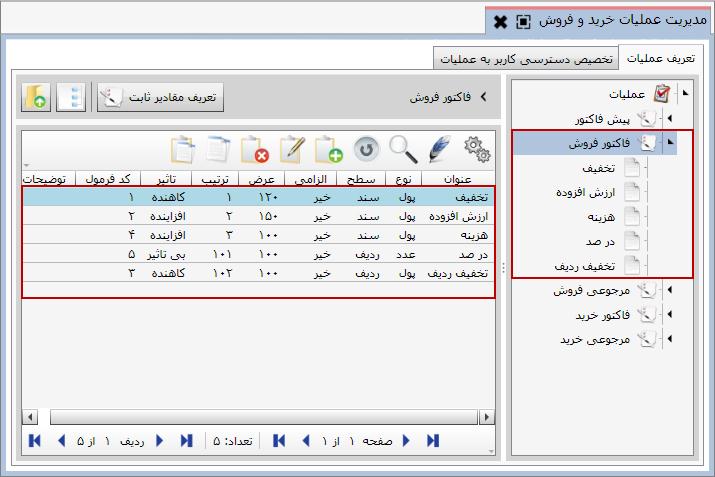 مدیریت عملیات خرید و فروش
تعریف عملیات
تخصیص دسترسی کاربر به عملیات
عملیات
پیش فاکتور
فاکتور فروش
تخفیف
ارزش افزوده
هزینه
در صد
تخفیف ردیف
مرجوعی فروش
فاکتور خرید
مرجوعی خرید
فاکتور فروش
تعریف مقادیر ثابت
عنوان نوع سطح الزامی عرض ترتیب تاثیر کد فرمول توضیحات
تخفیف پول سند خیر ۱۲۰ ۱ کاهنده ۱
ارزش افزوده پول سند خیر ۱۵۰ ۲ افزاینده ۲
هزینه پول سند خیر ۱۰۰ ۳ افزاینده ۴
در صد عدد ردیف خیر ۱۰۰ ۱۰۱ بی تاثیر ۵
تخفیف ردیف پول ردیف خیر ۱۰۰ ۱۰۲ کاهنده ۳
صفحه ۱ از ۱ تعداد: ۵ ردیف ۱ از ۵